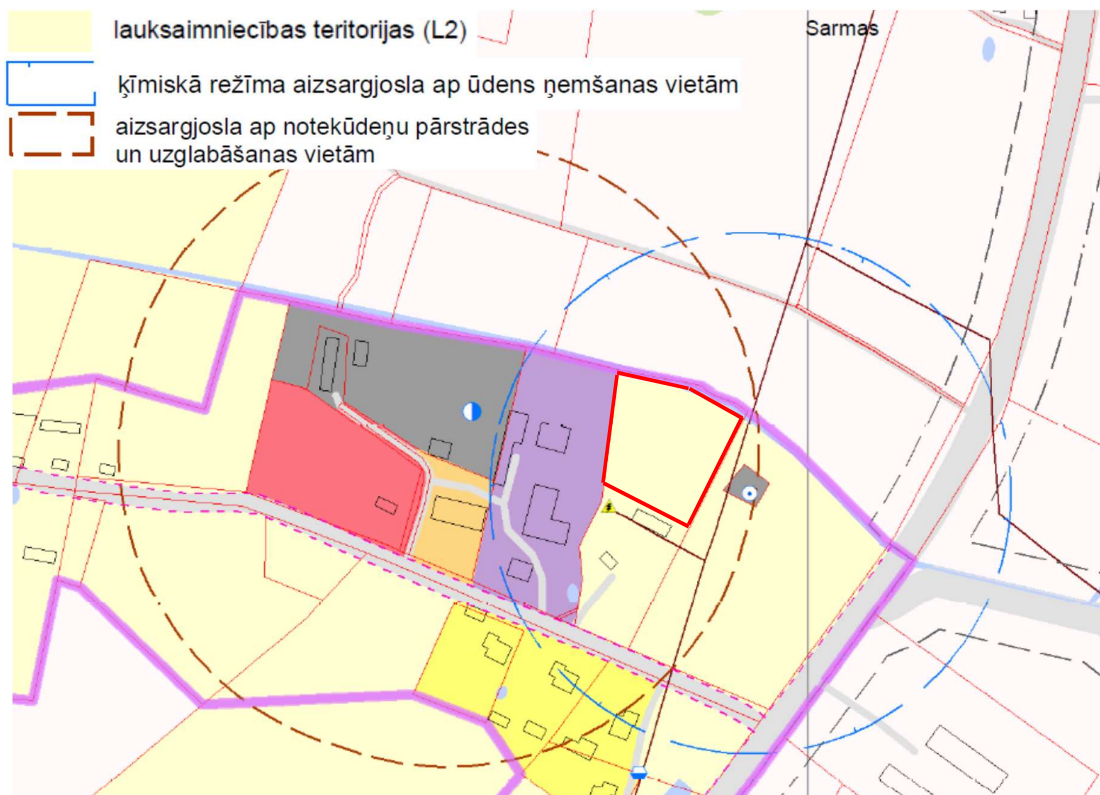 lauksaimniecības teritorijas (L2)
Sarmas
ķīmiskā režīma aizsargjosla ap ūdens ņemšanas vietām
aizsargjosla ap notekūdeņu pārstrādes
un uzglabāšanas vietām